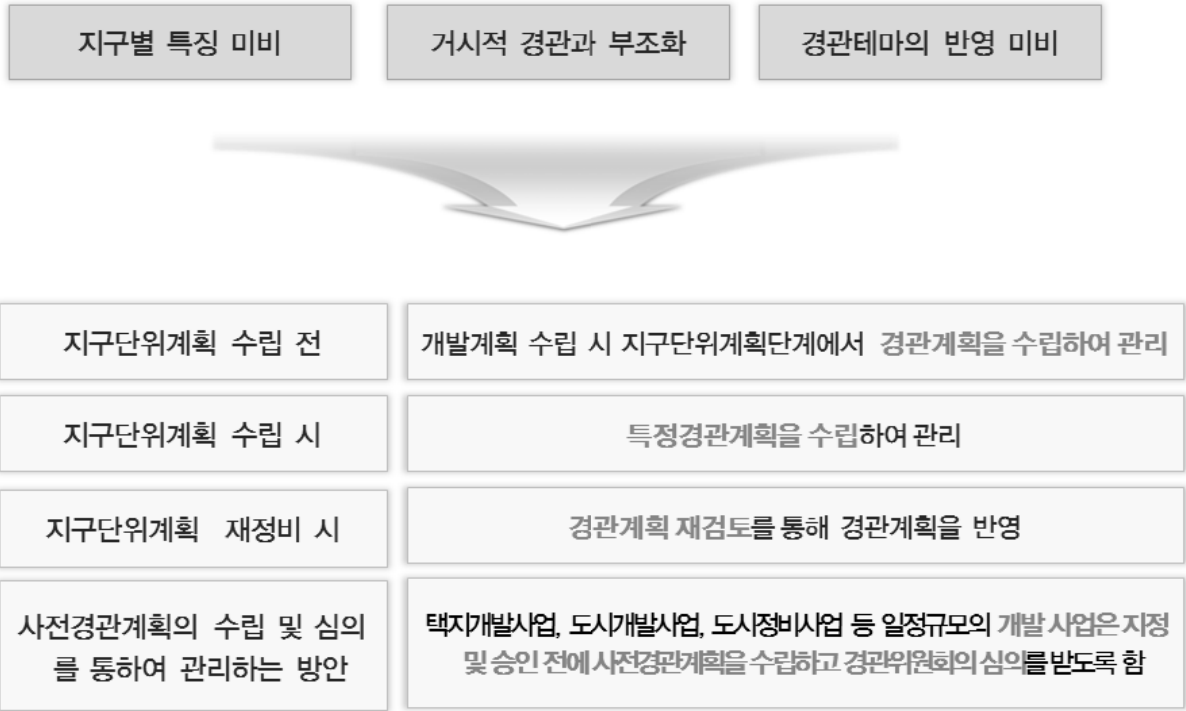 지구별 특징 미비
거시적 경관과 부조화
경관테마의 반영 미비
지구단위계획 수립 전
개발계획 수립 시 지구단위계획단계에서 경관계획을 수립하여 관리
지구단위계획 수립 시
특정경관계획을 수립하여 관리
지구단위계획 재정비 시
경관계획 재검토를 통해 경관계획을 반영
사전경관계획의 수립 및 심의
를 통하여 관리하는 방안
택지개발사업, 도시개발사업, 도시정비사업 등 일정규모의 개발 사업은 지정
및 승인 전에 사전경관계획을 수립하고 경관위원회의 심의를 받도록 함